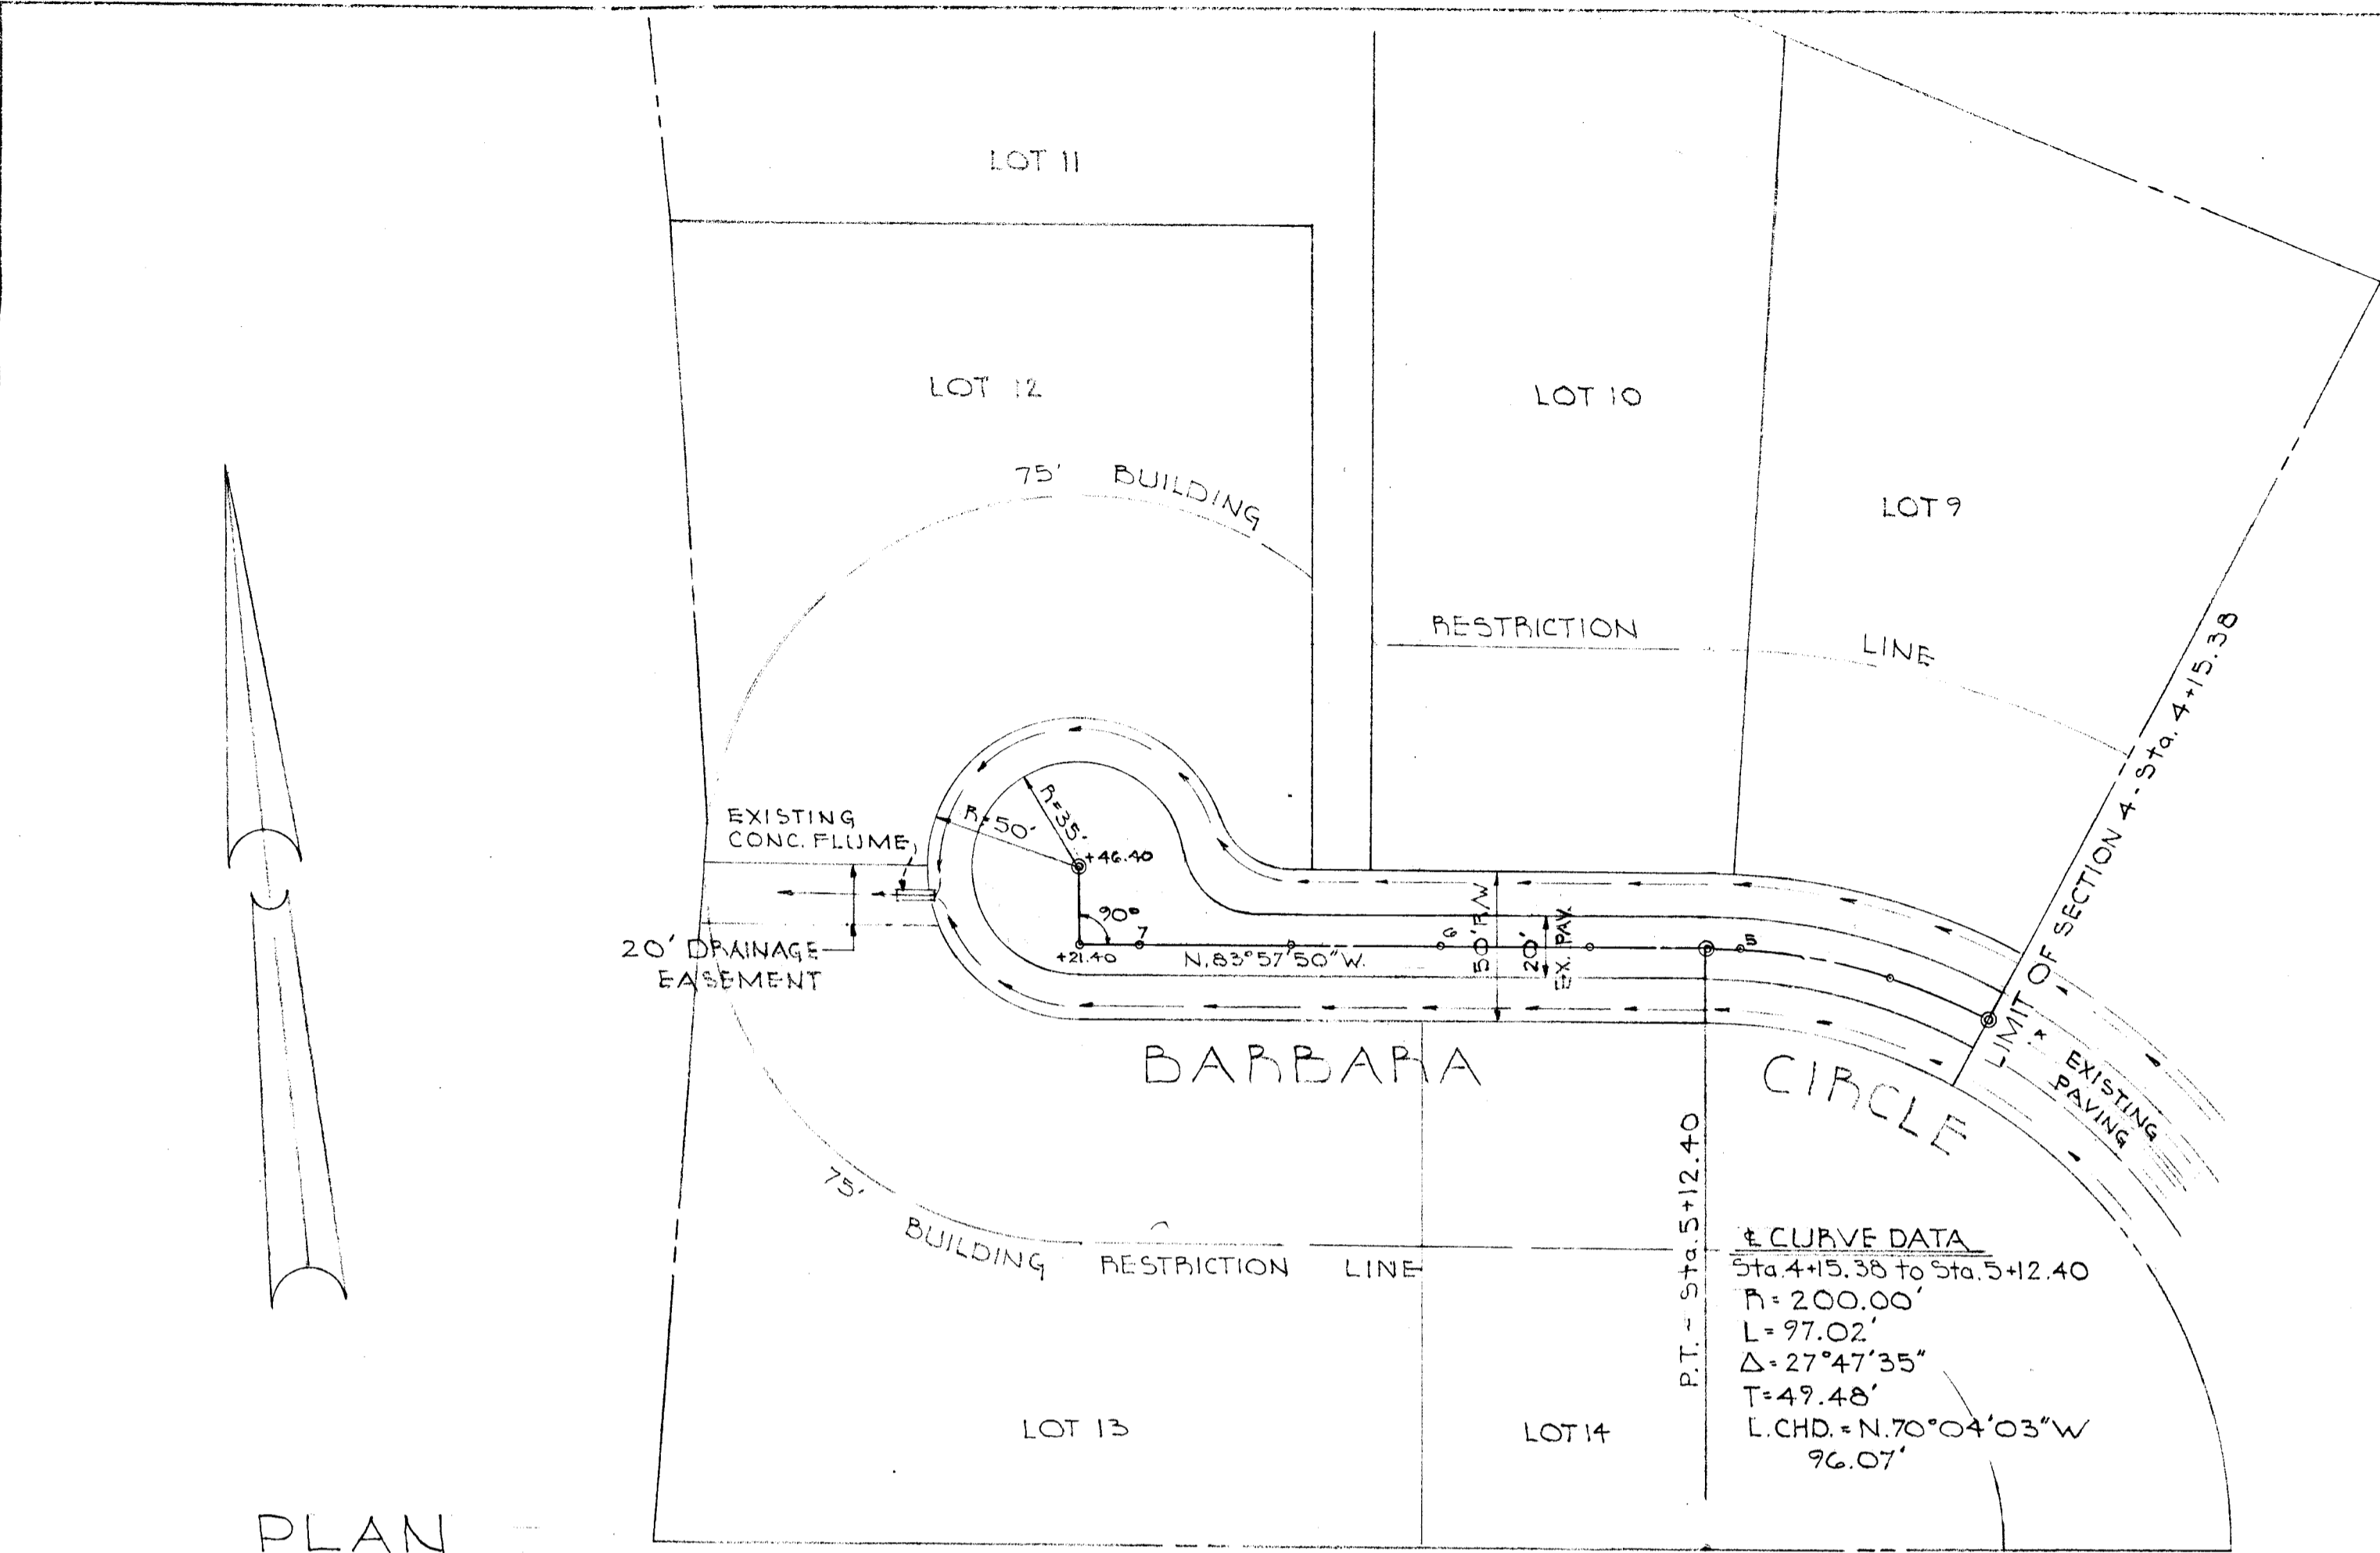 LOT 11
LOT 12
LOT 10
LOT 9
75' BUILDING
RESTRICTION LINE
LIMIT OF SECTION 4 - Sta. 4+15.38
EXISTING
CONC. FLUME
R=50'
R=35'
+46.40
90°
7
6
5
+21.40
N.83°57'50"W.
50' R/W
20'
EX. PAV.
20' DRAINAGE
EASEMENT
BARBARA CIRCLE
EXISTING
PAVING
75' BUILDING RESTRICTION LINE
P.T. - Sta. 5+12.40
℄ CURVE DATA
Sta. 4+15.38 to Sta. 5+12.40
R = 200.00'
L = 97.02'
Δ = 27°47'35"
T = 49.48'
L. CHD. = N.70°04'03"W
96.07'
LOT 13
LOT 14
PLAN